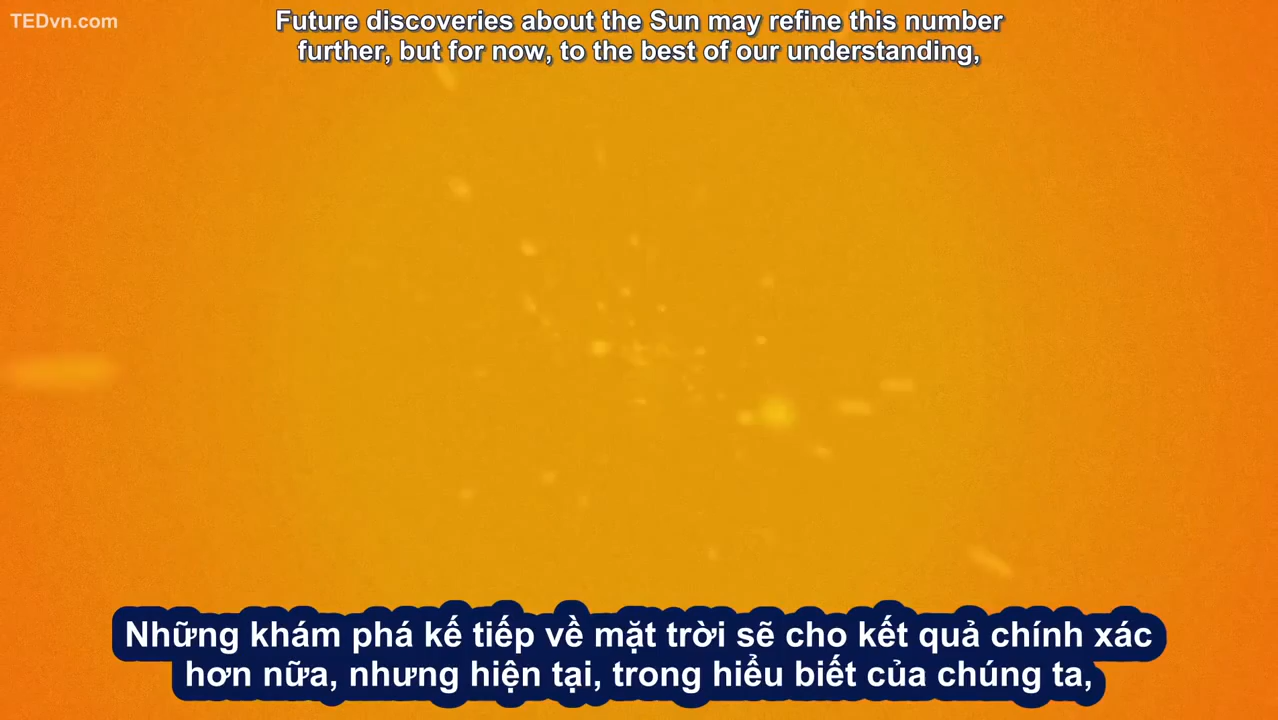 TEDvn.com
Future discoveries about the Sun may refine this number
further, but for now, to the best of our understanding,
Những khám phá kế tiếp về mặt trời sẽ cho kết quả chính xác
hơn nữa, nhưng hiện tại, trong hiểu biết của chúng ta,